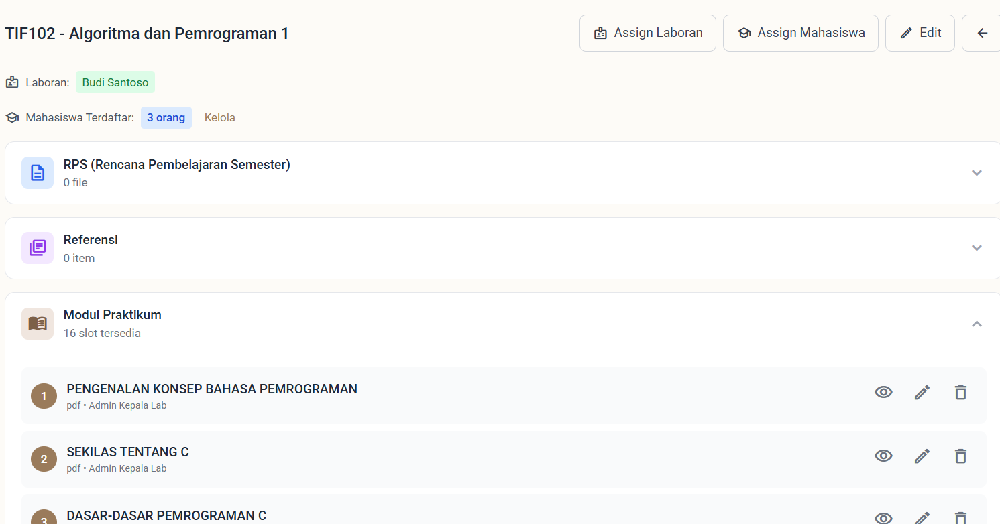 TIF102 - Algoritma dan Pemrograman 1
Assign Laboran
Assign Mahasiswa
Edit
Laboran: Budi Santoso
Mahasiswa Terdaftar: 3 orang Kelola
RPS (Rencana Pembelajaran Semester)
0 file
Referensi
0 item
Modul Praktikum
16 slot tersedia
1
PENGENALAN KONSEP BAHASA PEMROGRAMAN
pdf • Admin Kepala Lab
2
SEKILAS TENTANG C
pdf • Admin Kepala Lab
3
DASAR-DASAR PEMROGRAMAN C